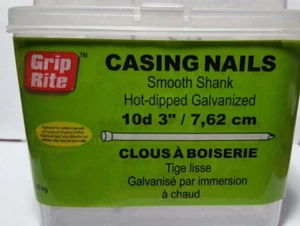 Grip
Rite
™
CASING NAILS
Smooth Shank
Hot-dipped Galvanized
10d 3" / 7,62 cm
CLOUS À BOISERIE
Tige lisse
Galvanisé par immersion
à chaud